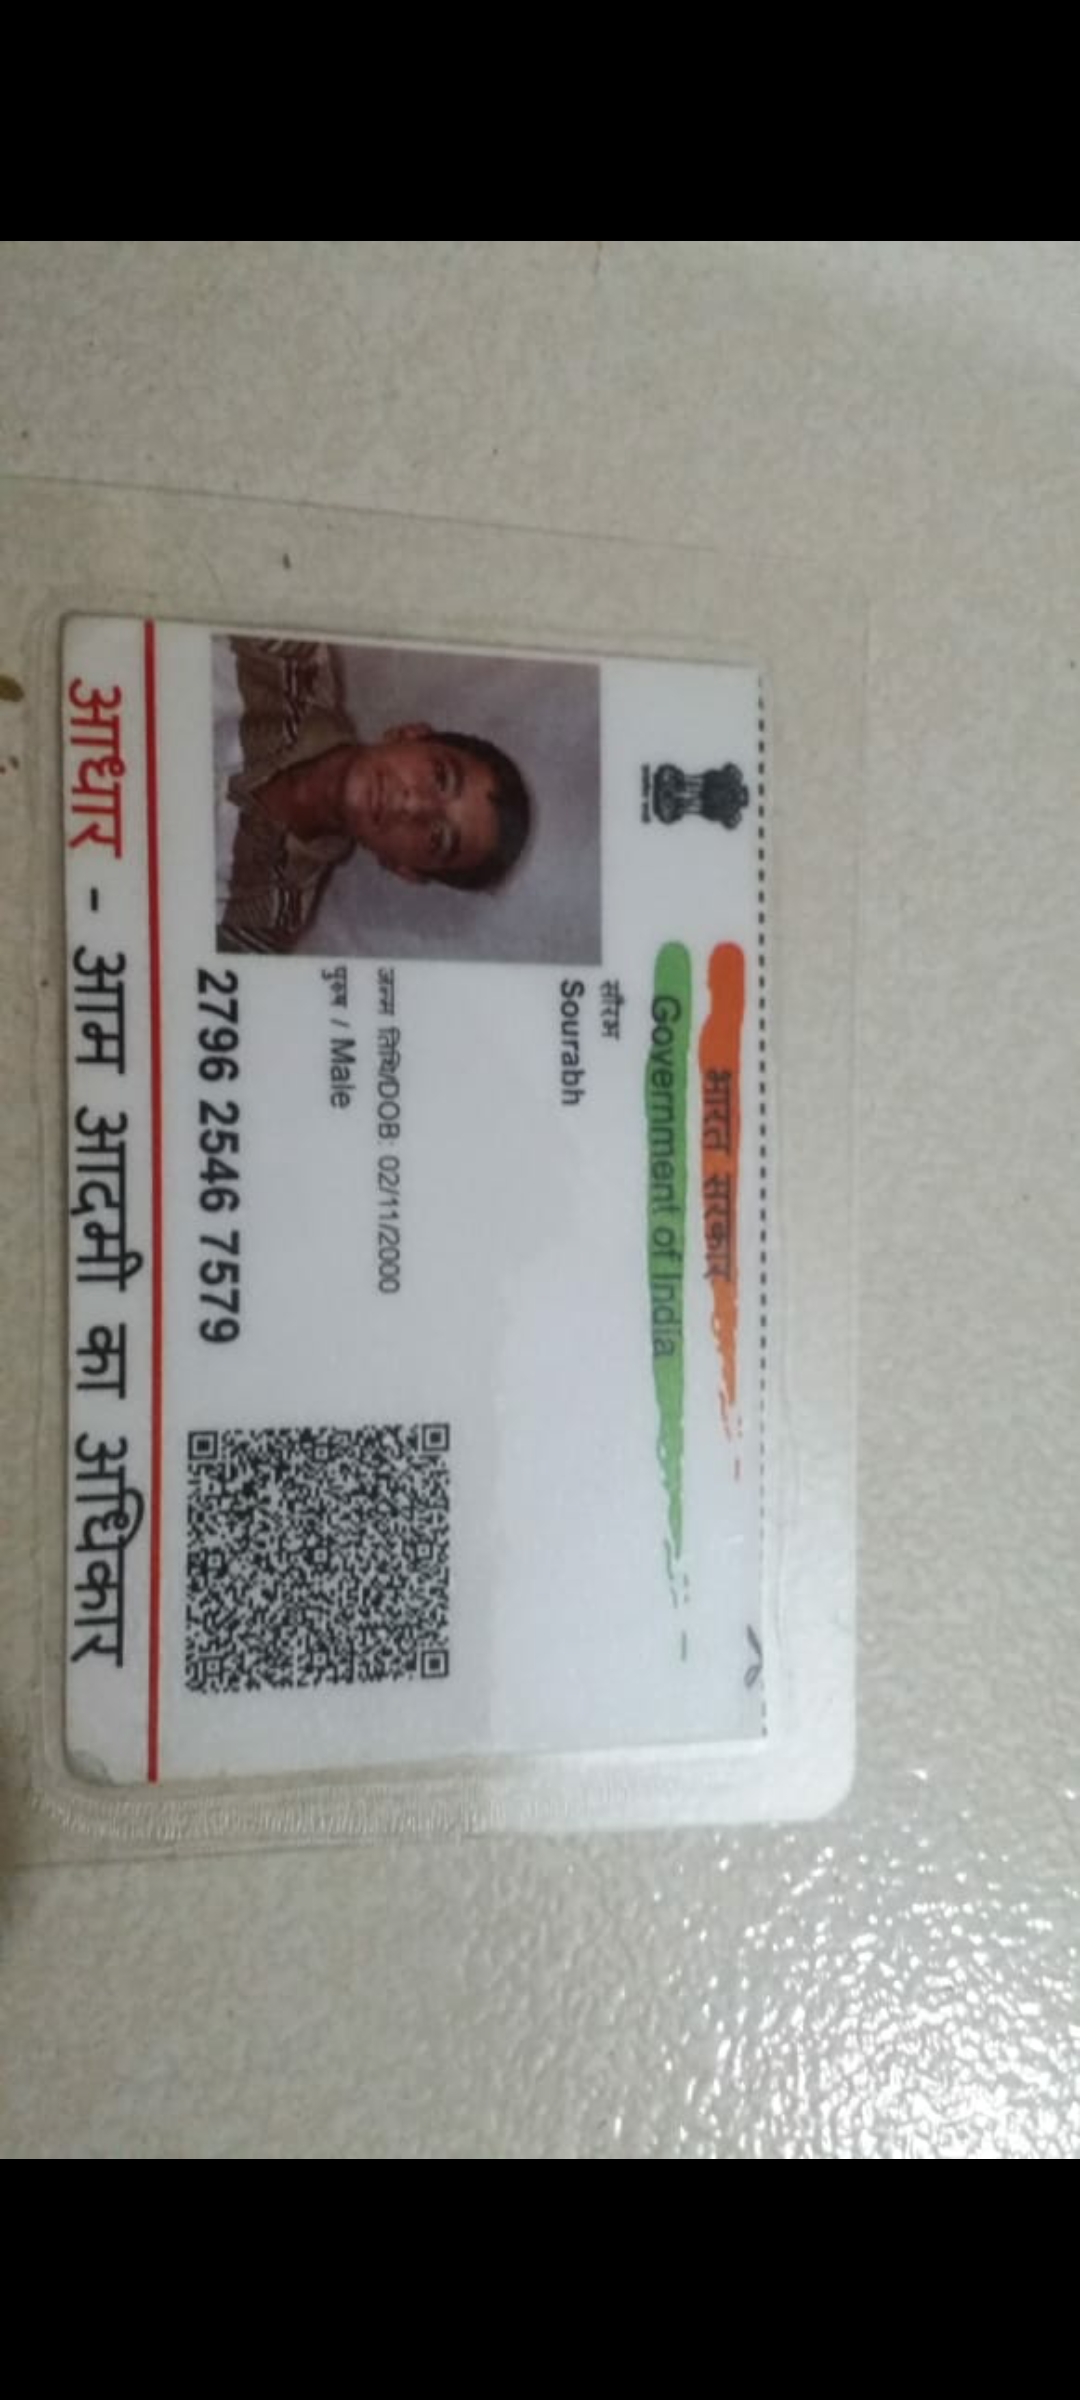 भारत सरकार
Government of India
सौरभ
Sourabh
जन्म तिथि/DOB: 02/11/2000
पुरुष / Male
2796 2546 7579
आधार - आम आदमी का अधिकार